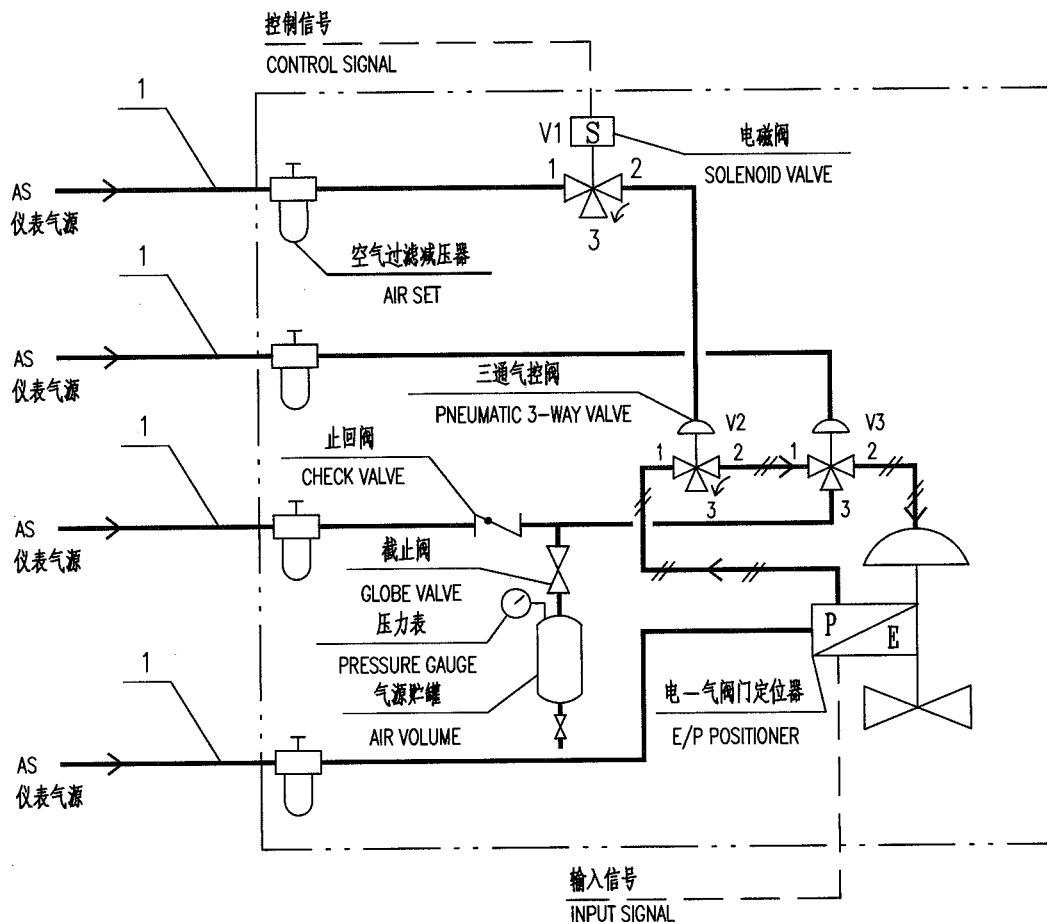 控制信号
CONTROL SIGNAL
1
V1
S
电磁阀
SOLENOID VALVE
1
2
3
AS
仪表气源
空气过滤减压器
AIR SET
1
AS
仪表气源
三通气控阀
PNEUMATIC 3-WAY VALVE
V2
V3
1
2
3
1
2
3
1
止回阀
CHECK VALVE
AS
仪表气源
截止阀
GLOBE VALVE
压力表
PRESSURE GAUGE
气源贮罐
AIR VOLUME
P
E
电—气阀门定位器
E/P POSITIONER
1
AS
仪表气源
输入信号
INPUT SIGNAL